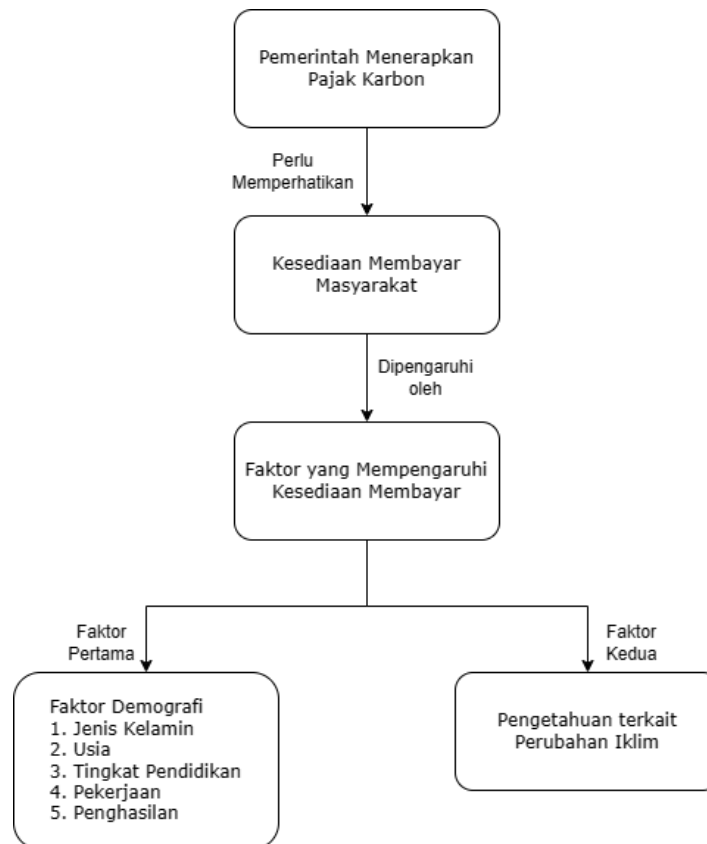 Pemerintah Menerapkan
Pajak Karbon
Perlu
Memperhatikan
Kesediaan Membayar
Masyarakat
Dipengaruhi
oleh
Faktor yang Mempengaruhi
Kesediaan Membayar
Faktor
Pertama
Faktor
Kedua
Faktor Demografi
1. Jenis Kelamin
2. Usia
3. Tingkat Pendidikan
4. Pekerjaan
5. Penghasilan
Pengetahuan terkait
Perubahan Iklim